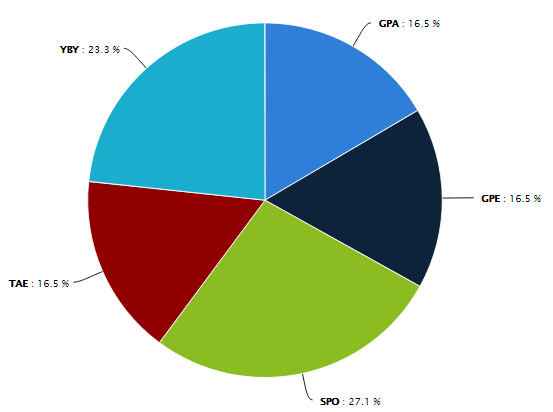 GPA : 16.5 %
YBY : 23.3 %
GPE : 16.5 %
TAE : 16.5 %
SPO : 27.1 %